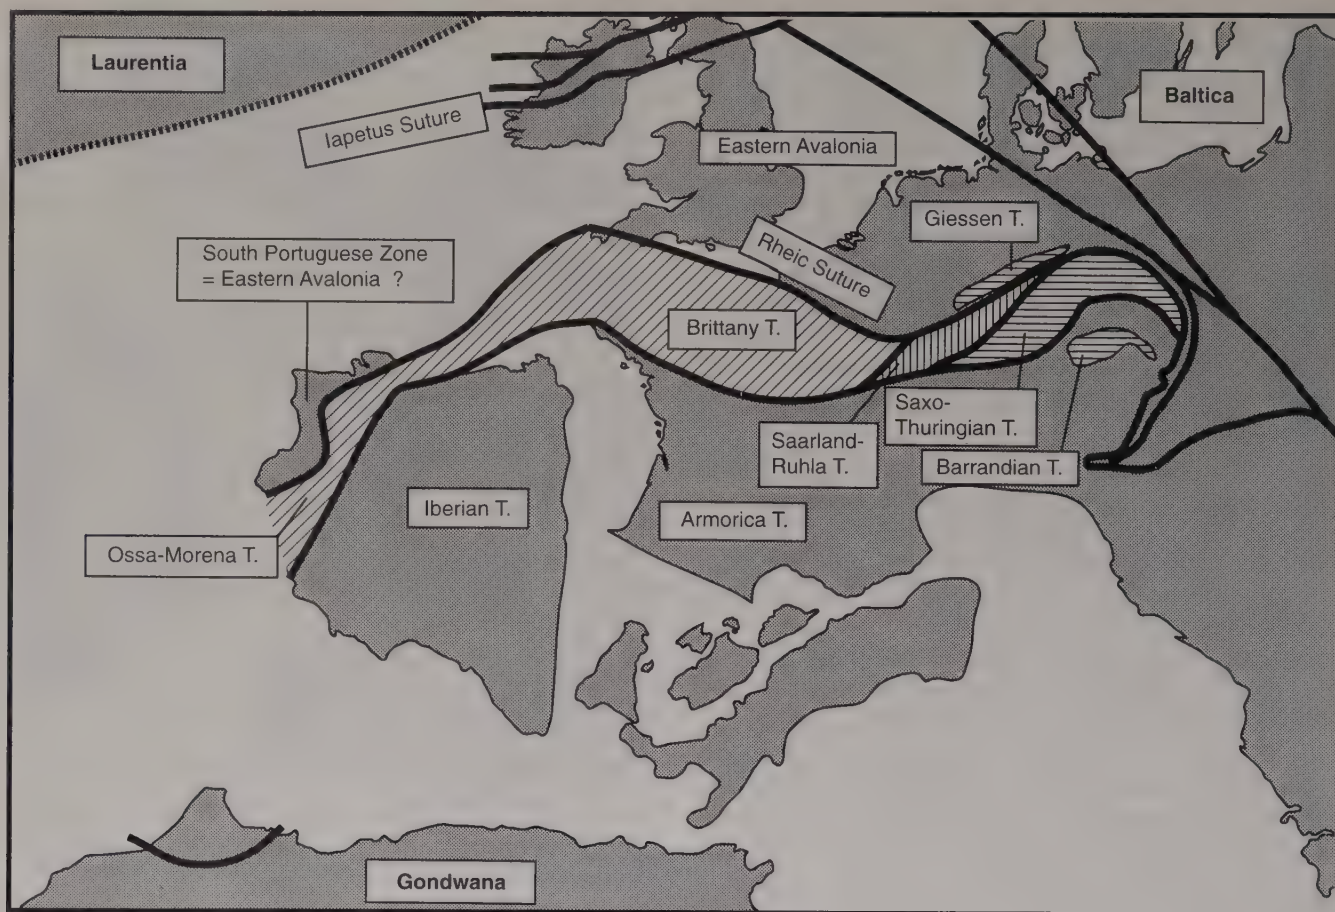 Laurentia
Iapetus Suture
Baltica
Eastern Avalonia
Giessen T.
South Portuguese Zone
= Eastern Avalonia ?
Rheic Suture
Brittany T.
Saxo-
Thuringian T.
Saarland-
Ruhla T.
Barrandian T.
Iberian T.
Armorica T.
Ossa-Morena T.
Gondwana